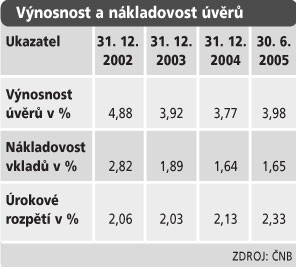 Výnosnost a nákladovost úvěrů
Ukazatel 31. 12. 31. 12. 31. 12. 30. 6.
2002 2003 2004 2005
Výnosnost
úvěrů v % 4,88 3,92 3,77 3,98
Nákladovost
vkladů v % 2,82 1,89 1,64 1,65
Úrokové
rozpětí v % 2,06 2,03 2,13 2,33
ZDROJ: ČNB